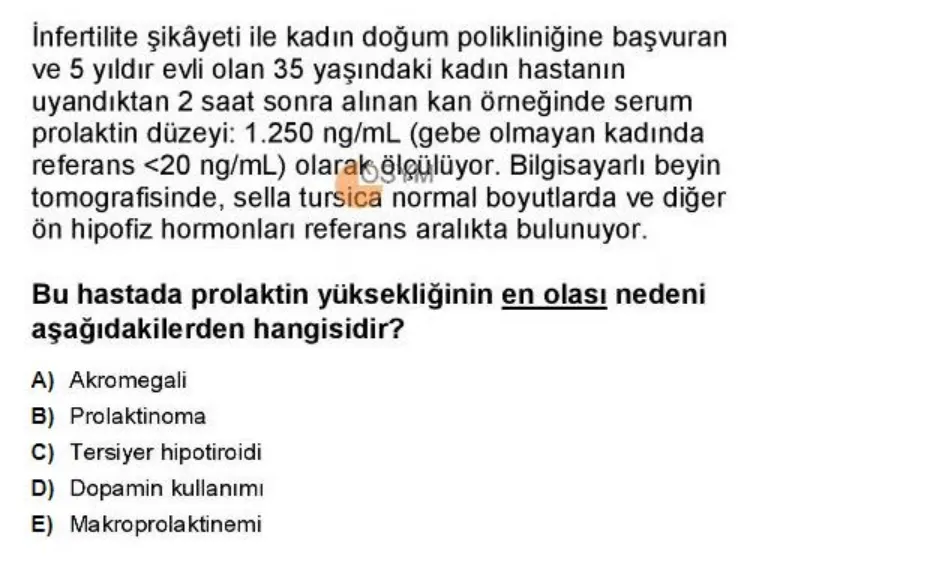 İnfertilite şikâyeti ile kadın doğum polikliniğine başvuran
ve 5 yıldır evli olan 35 yaşındaki kadın hastanın
uyandıktan 2 saat sonra alınan kan örneğinde serum
prolaktin düzeyi: 1.250 ng/mL (gebe olmayan kadında
referans <20 ng/mL) olarak ölçülüyor. Bilgisayarlı beyin
ÖSYM
tomografisinde, sella tursica normal boyutlarda ve diğer
ön hipofiz hormonları referans aralıkta bulunuyor.
Bu hastada prolaktin yüksekliğinin en olası nedeni
aşağıdakilerden hangisidir?
A) Akromegali
B) Prolaktinoma
C) Tersiyer hipotiroidi
D) Dopamin kullanımı
E) Makroprolaktinemi